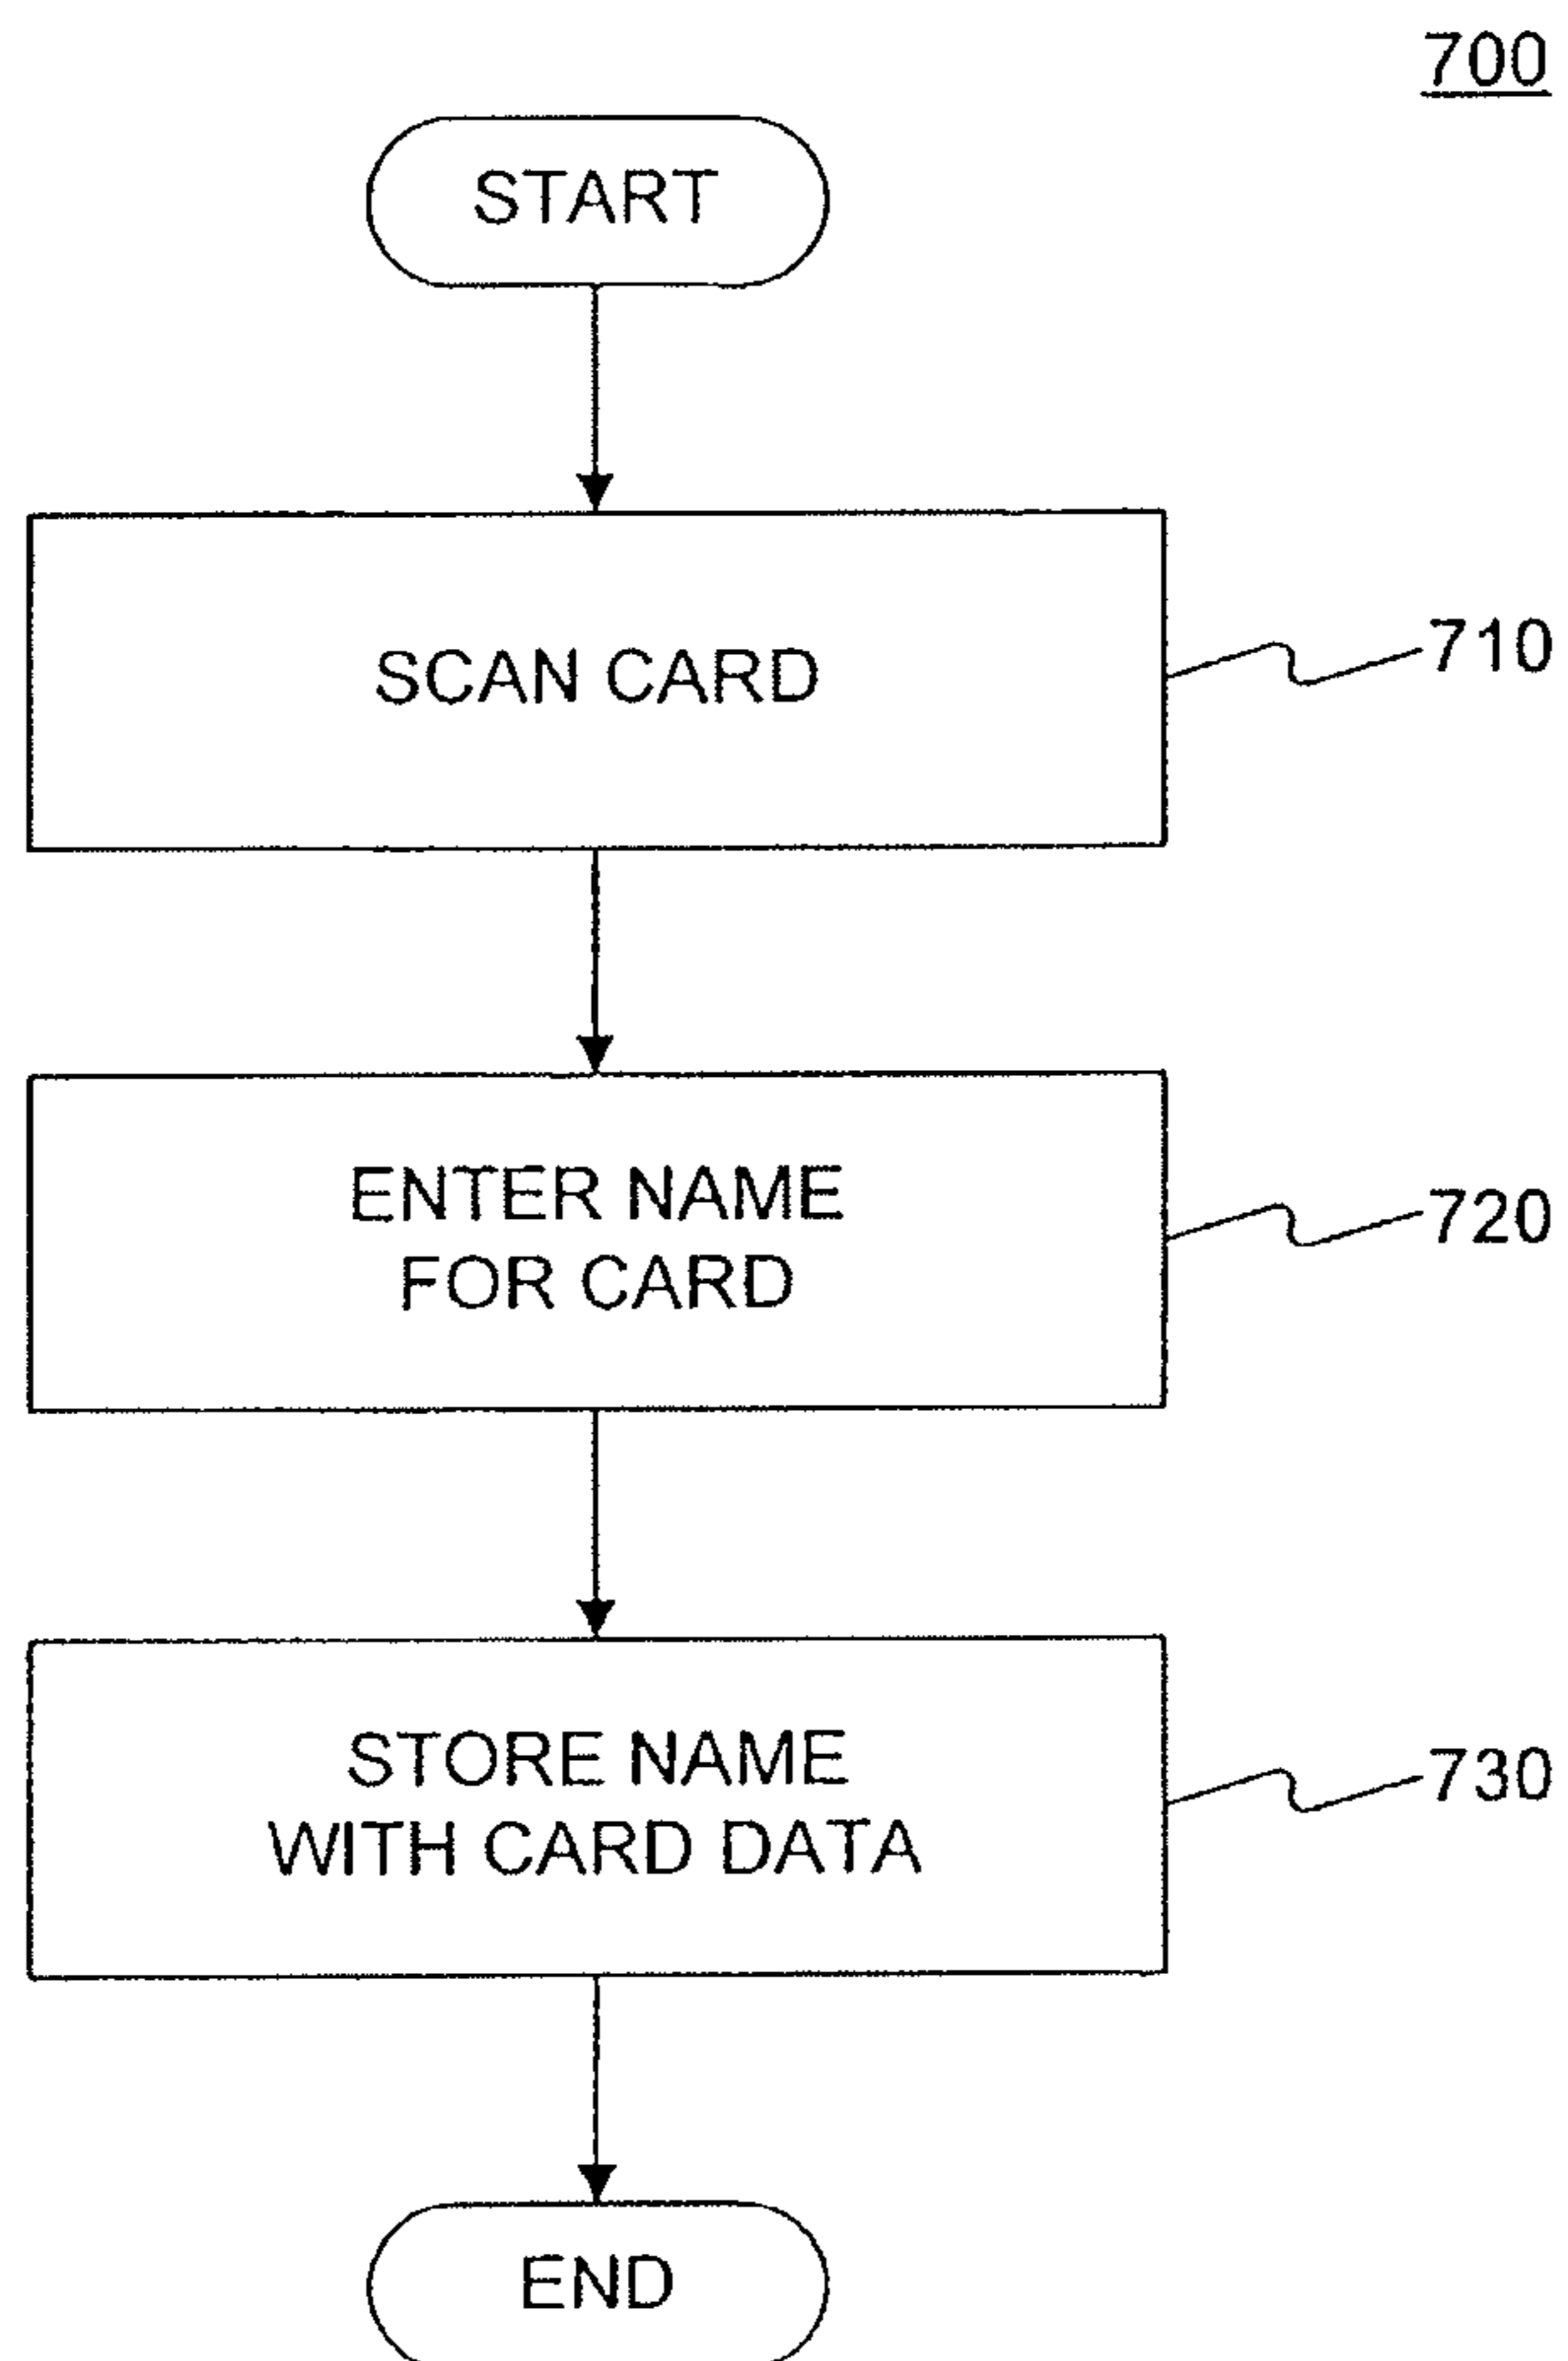 700
START
SCAN CARD
710
ENTER NAME
FOR CARD
720
STORE NAME
WITH CARD DATA
730
END